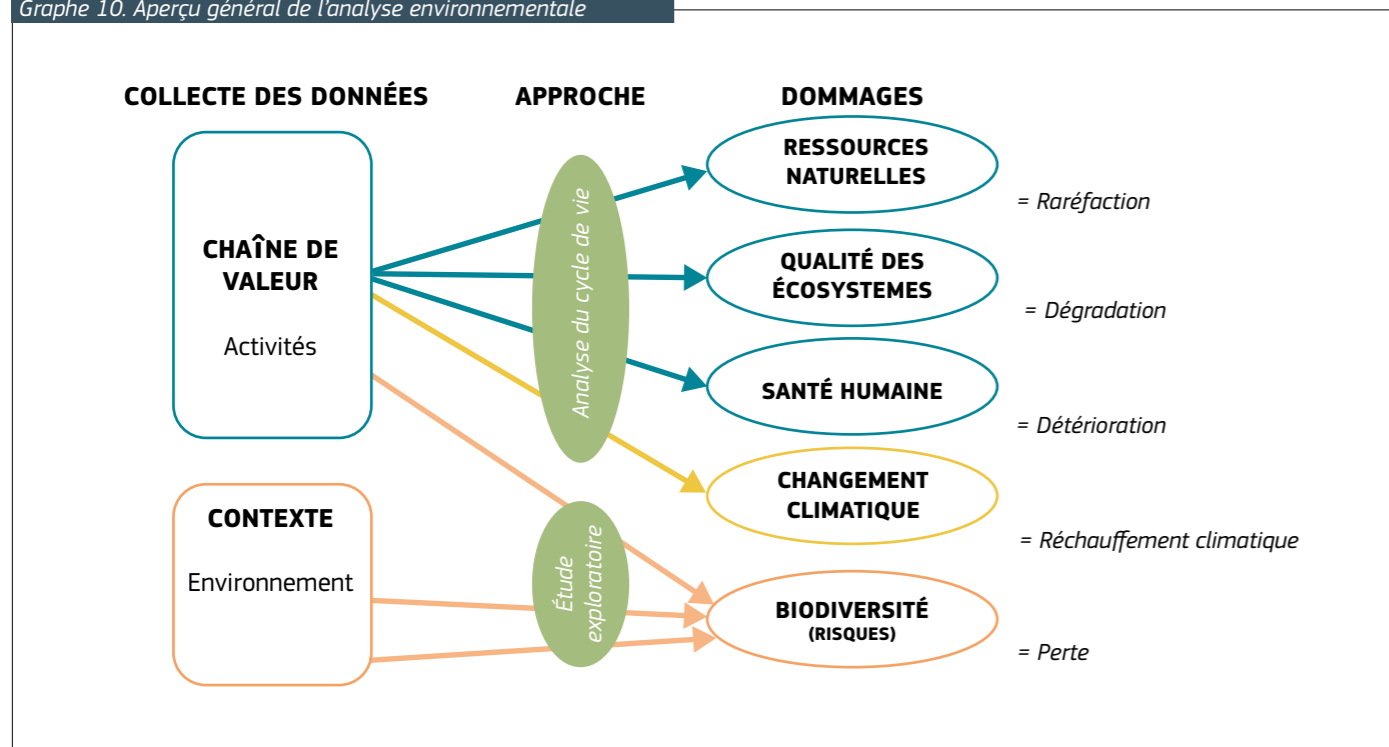 Graphe 10. Aperçu général de l'analyse environnementale
COLLECTE DES DONNÉES
APPROCHE
DOMMAGES
CHAÎNE DE
VALEUR
Activités
CONTEXTE
Environnement
Analyse du cycle de vie
Étude
exploratoire
RESSOURCES
NATURELLES
= Raréfaction
QUALITÉ DES
ÉCOSYSTEMES
= Dégradation
SANTÉ HUMAINE
= Détérioration
CHANGEMENT
CLIMATIQUE
= Réchauffement climatique
BIODIVERSITÉ
(RISQUES)
= Perte